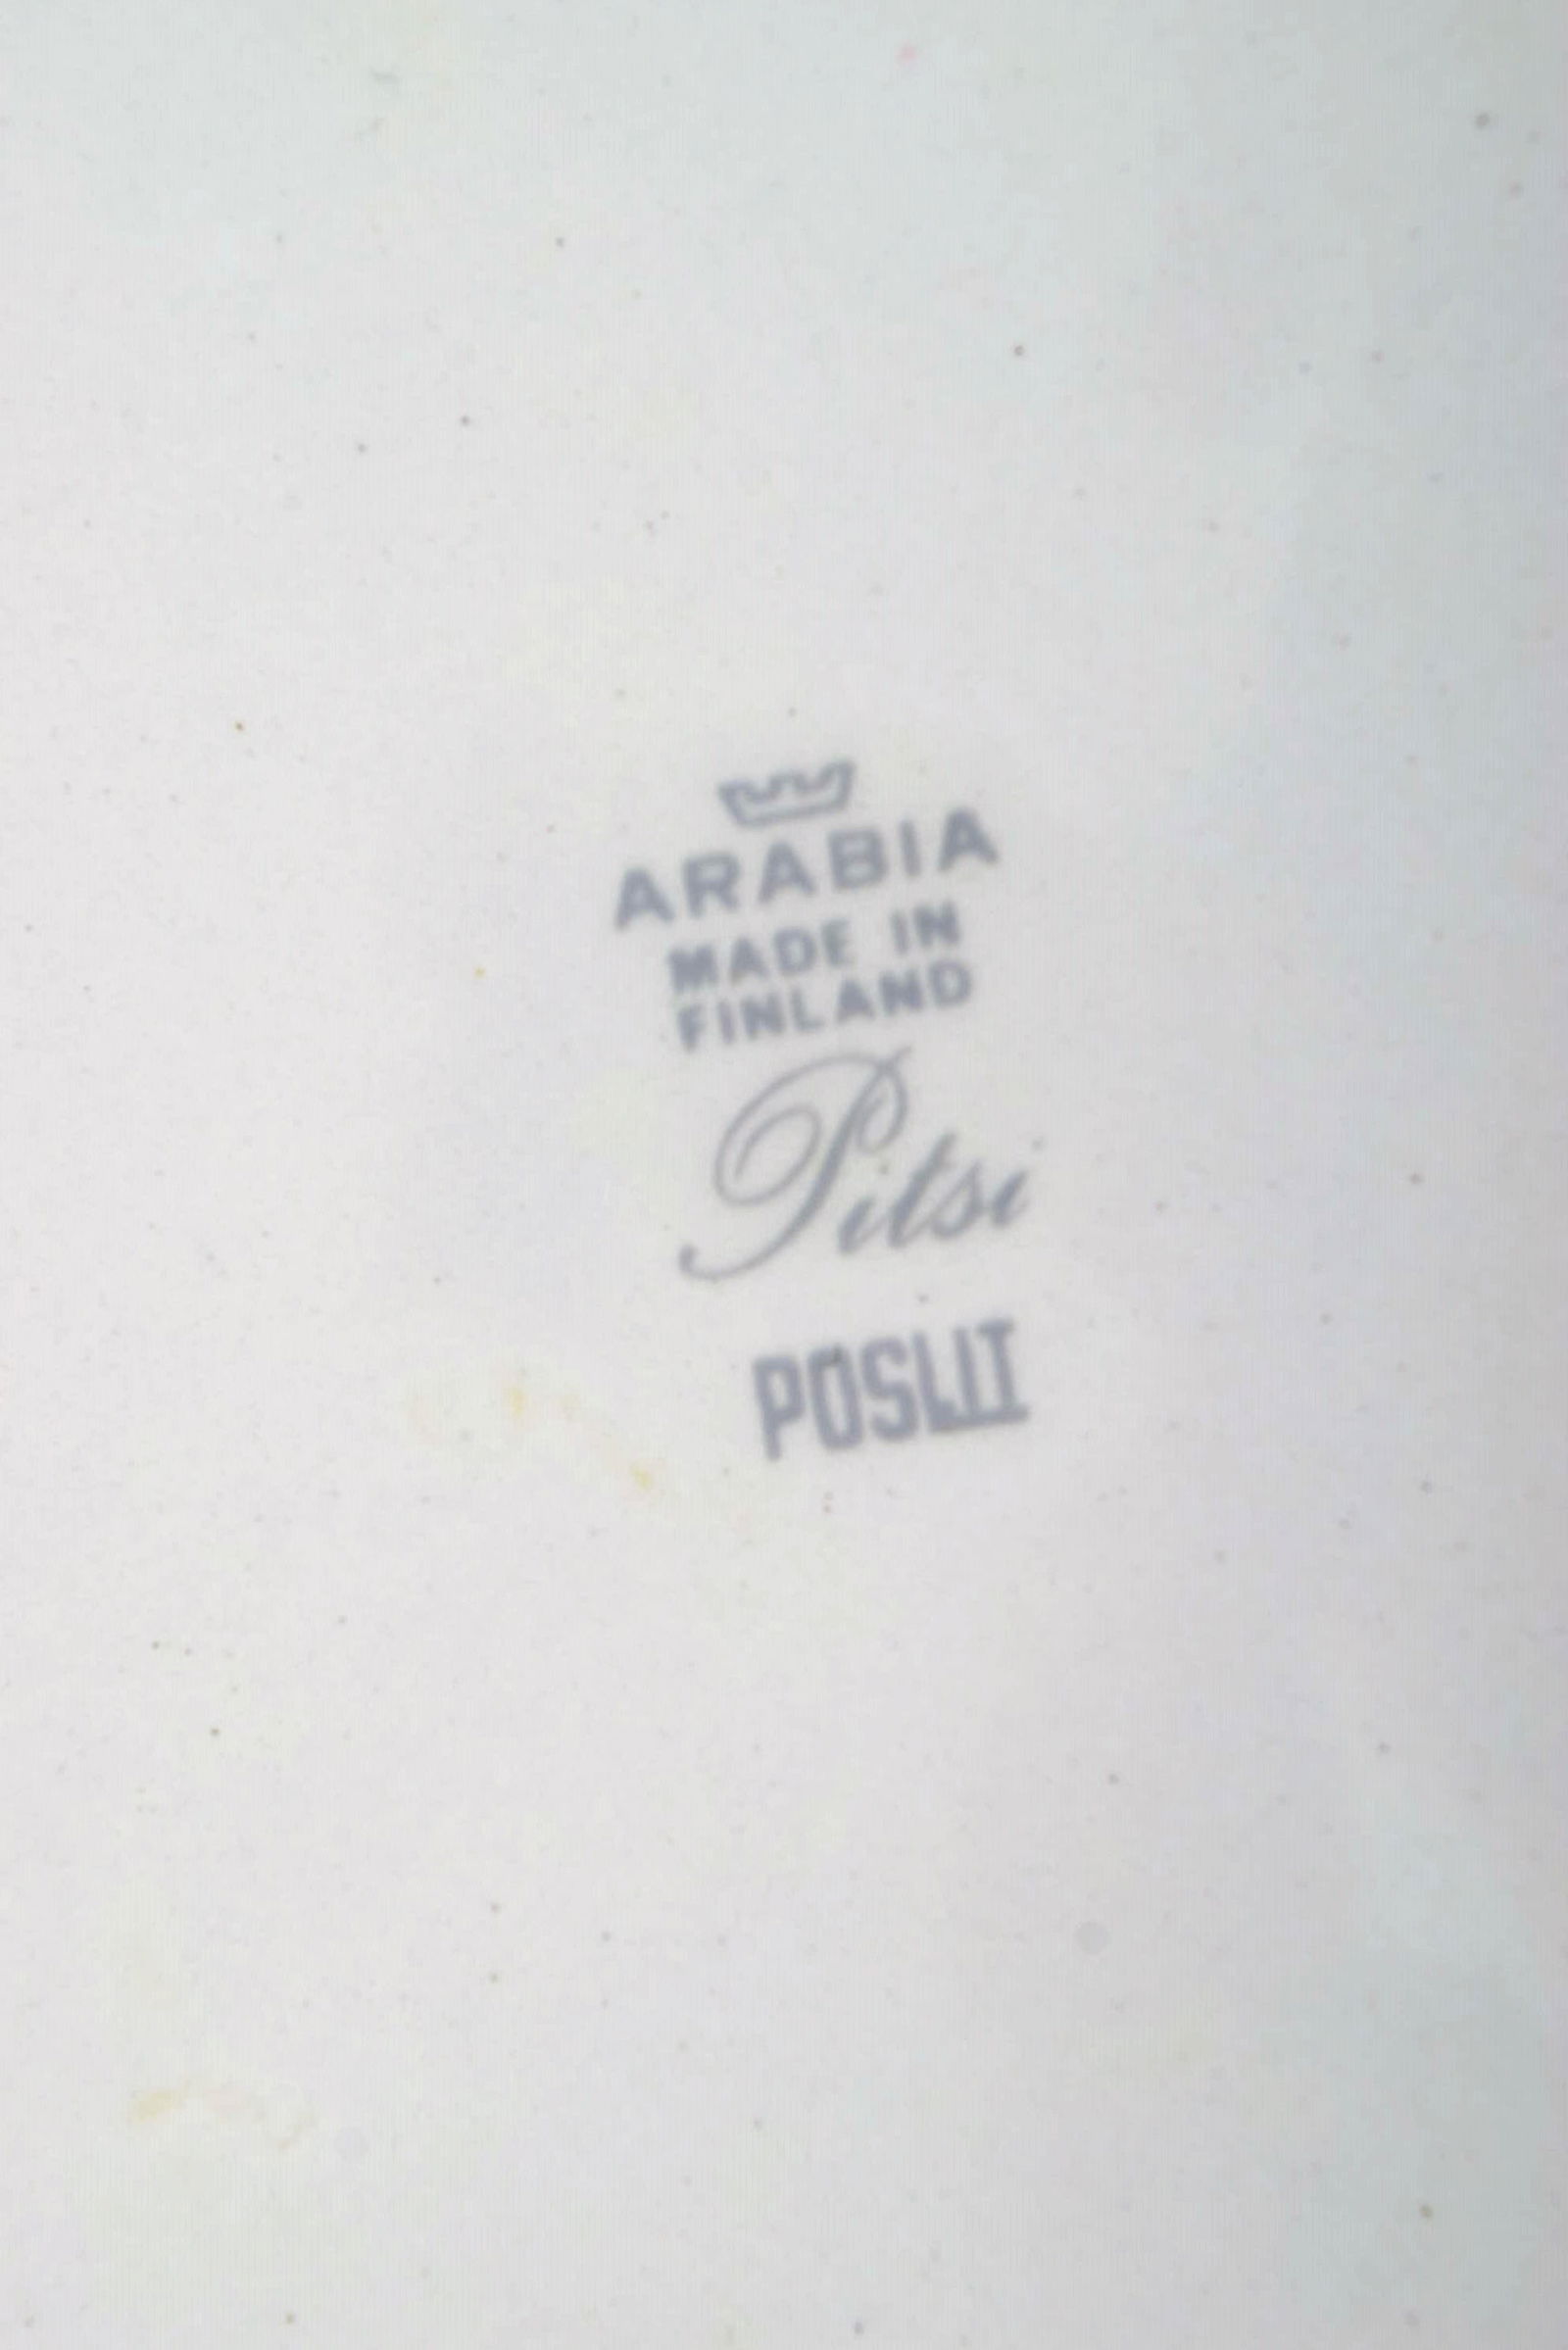 ARABIA
MADE IN
FINLAND
Pitsi
POSLII